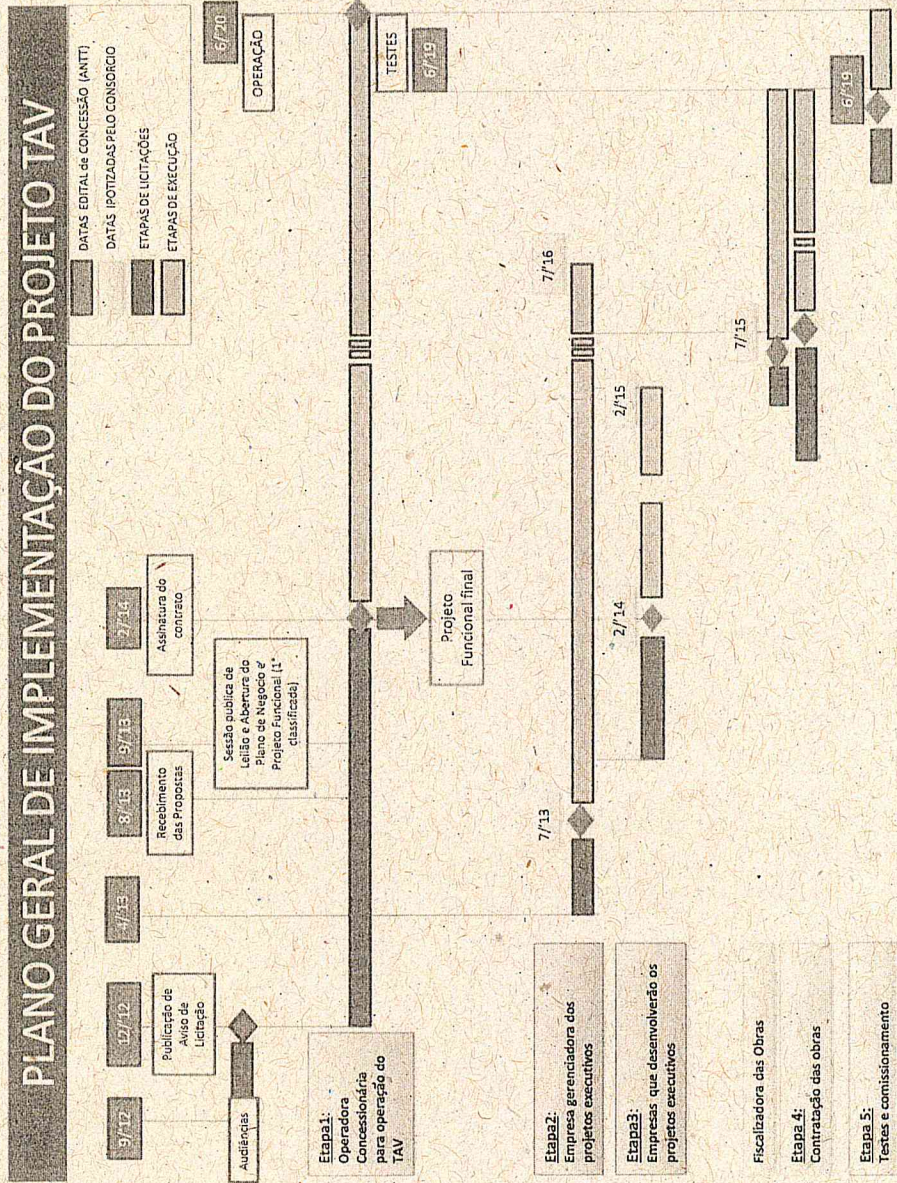 PLANO GERAL DE IMPLEMENTAÇÃO DO PROJETO TAV
DATAS EDITAL de CONCESSÃO (ANTT)
DATAS IPOTIZADAS PELO CONSORCIO
ETAPAS DE LICITAÇÕES
ETAPAS DE EXECUÇÃO
9/'12
12/'12
4/'13
8/'13
9/'13
2/'14
6/'20
Audiências
Publicação de
Aviso de
Licitação
Recebimento
das Propostas
Assinatura do
contrato
OPERAÇÃO
Sessão publica de
Leilão e Abertura do
Plano de Negocio e
Projeto Funcional (1ª
classificada)
Etapa1:
Operadora
Concessionária
para operação do
TAV
TESTES
6/'19
Projeto
Funcional final
Etapa2:
Empresa gerenciadora dos
projetos executivos
7/'13
7/'16
Etapa3:
Empresas que desenvolverão os
projetos executivos
2/'14
2/'15
Fiscalizadora das Obras
7/'15
Etapa 4:
Contratação das obras
Etapa 5:
Testes e comissionamento
6/'19